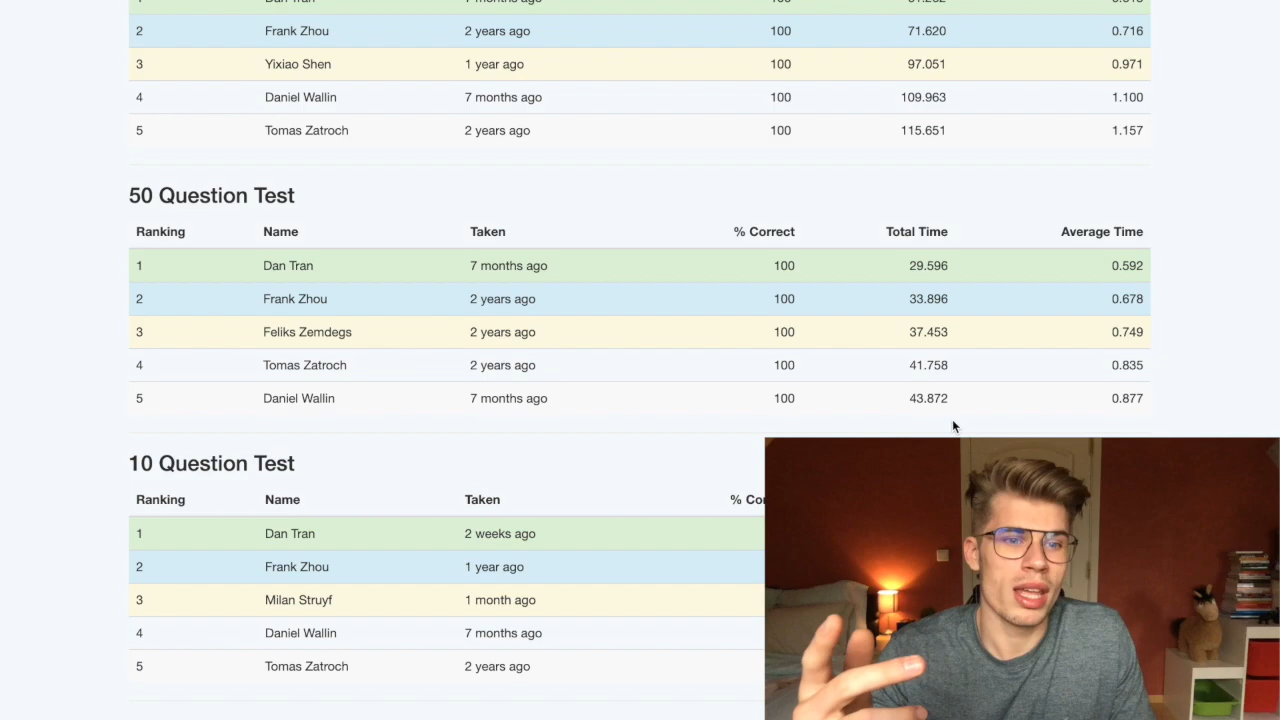 2 Frank Zhou 2 years ago 100 71.620 0.716
3 Yixiao Shen 1 year ago 100 97.051 0.971
4 Daniel Wallin 7 months ago 100 109.963 1.100
5 Tomas Zatroch 2 years ago 100 115.651 1.157
50 Question Test
Ranking Name Taken % Correct Total Time Average Time
1 Dan Tran 7 months ago 100 29.596 0.592
2 Frank Zhou 2 years ago 100 33.896 0.678
3 Feliks Zemdegs 2 years ago 100 37.453 0.749
4 Tomas Zatroch 2 years ago 100 41.758 0.835
5 Daniel Wallin 7 months ago 100 43.872 0.877
10 Question Test
Ranking Name Taken %
1 Dan Tran 2 weeks ago
2 Frank Zhou 1 year ago
3 Milan Struyf 1 month ago
4 Daniel Wallin 7 months ago
5 Tomas Zatroch 2 years ago